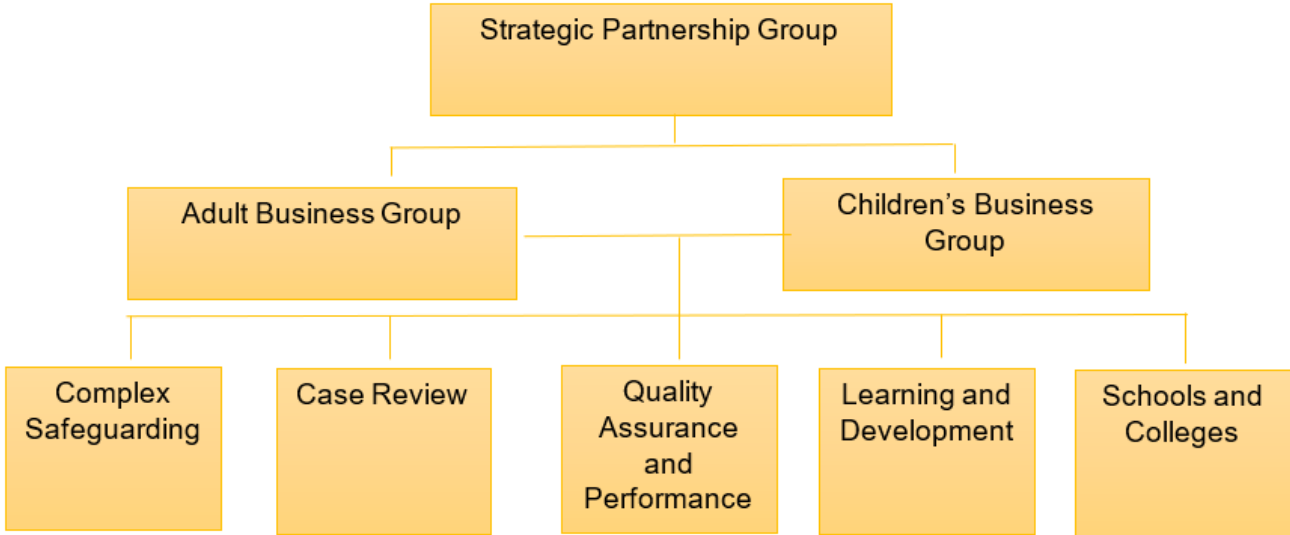 Strategic Partnership Group
Adult Business Group
Children’s Business
Group
Complex
Safeguarding
Case Review
Quality
Assurance
and
Performance
Learning and
Development
Schools and
Colleges